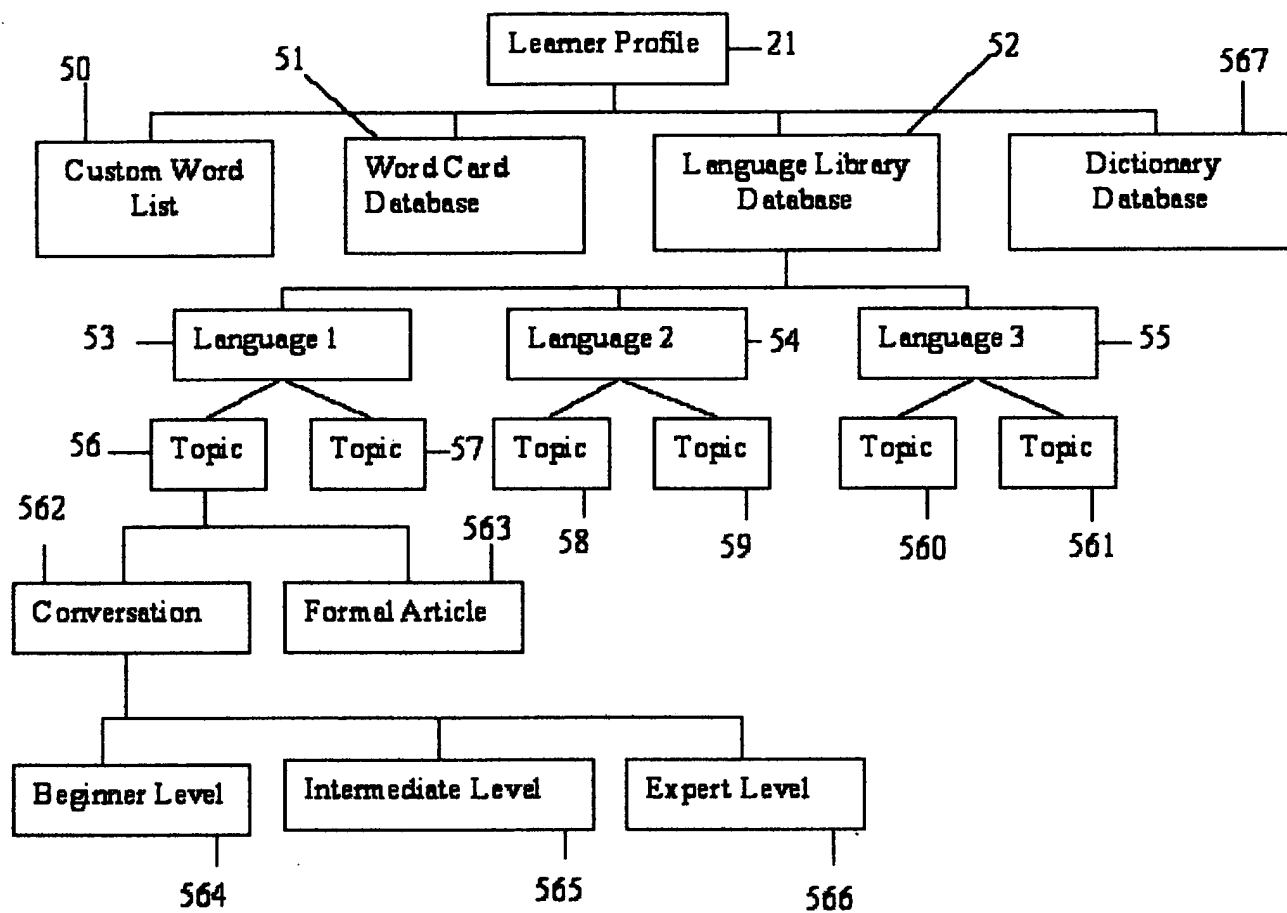 Learner Profile
21
50
51
52
567
Custom Word
List
Word Card
Database
Language Library
Database
Dictionary
Database
53
Language 1
Language 2
54
Language 3
55
56
Topic
Topic
57
Topic
Topic
Topic
Topic
562
563
58
59
560
561
Conversation
Formal Article
Beginner Level
Intermediate Level
Expert Level
564
565
566